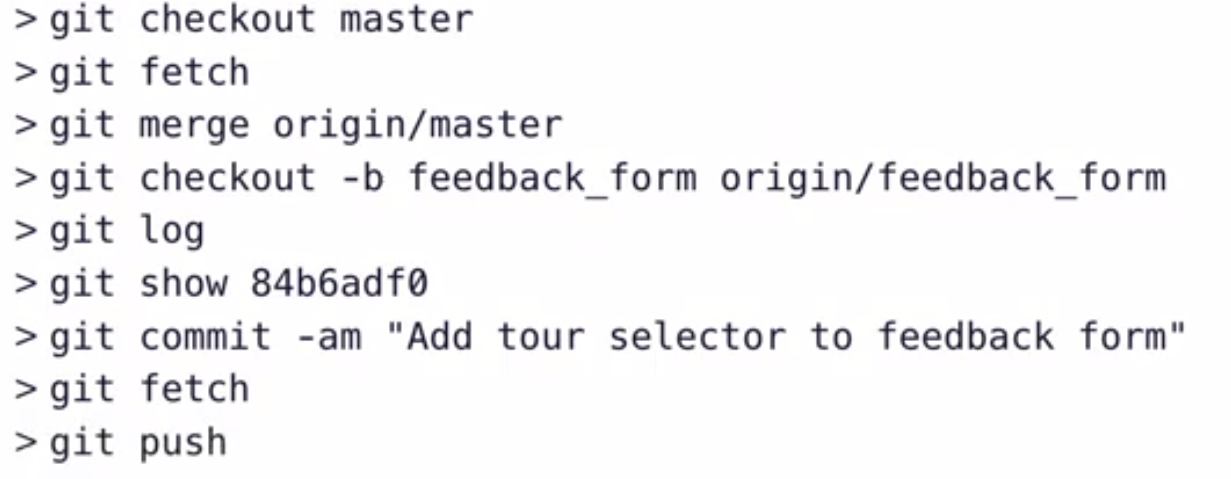 > git checkout master
> git fetch
> git merge origin/master
> git checkout -b feedback_form origin/feedback_form
> git log
> git show 84b6adf0
> git commit -am "Add tour selector to feedback form"
> git fetch
> git push